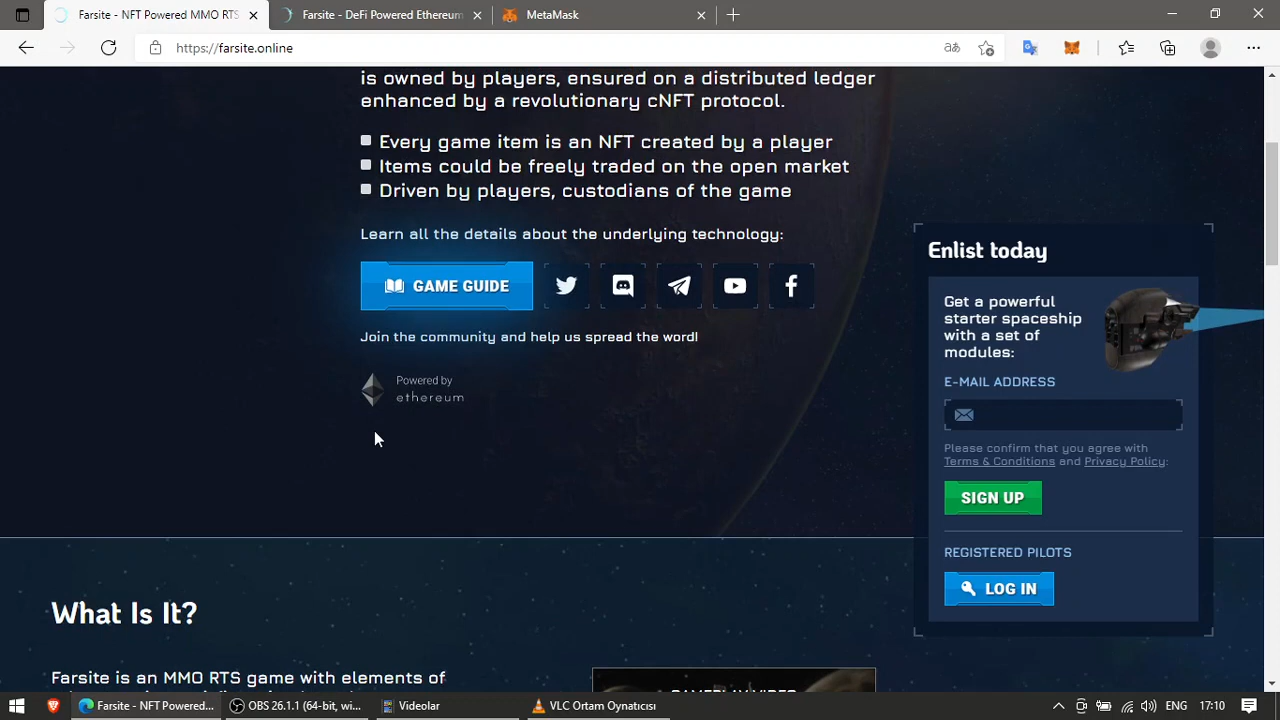 Farsite - NFT Powered MMO RTS
Farsite - DeFi Powered Ethereum
MetaMask
https://farsite.online
aあ
is owned by players, ensured on a distributed ledger
enhanced by a revolutionary cNFT protocol.
Every game item is an NFT created by a player
Items could be freely traded on the open market
Driven by players, custodians of the game
Learn all the details about the underlying technology:
GAME GUIDE
Join the community and help us spread the word!
Powered by
ethereum
Enlist today
Get a powerful
starter spaceship
with a set of
modules:
E-MAIL ADDRESS
Please confirm that you agree with
Terms & Conditions and Privacy Policy:
SIGN UP
REGISTERED PILOTS
LOG IN
What Is It?
Farsite is an MMO RTS game with elements of
GAMEPLAY VIDEO
Farsite - NFT Powered...
OBS 26.1.1 (64-bit, wi...
Videolar
VLC Ortam Oynatıcısı
ENG
17:10